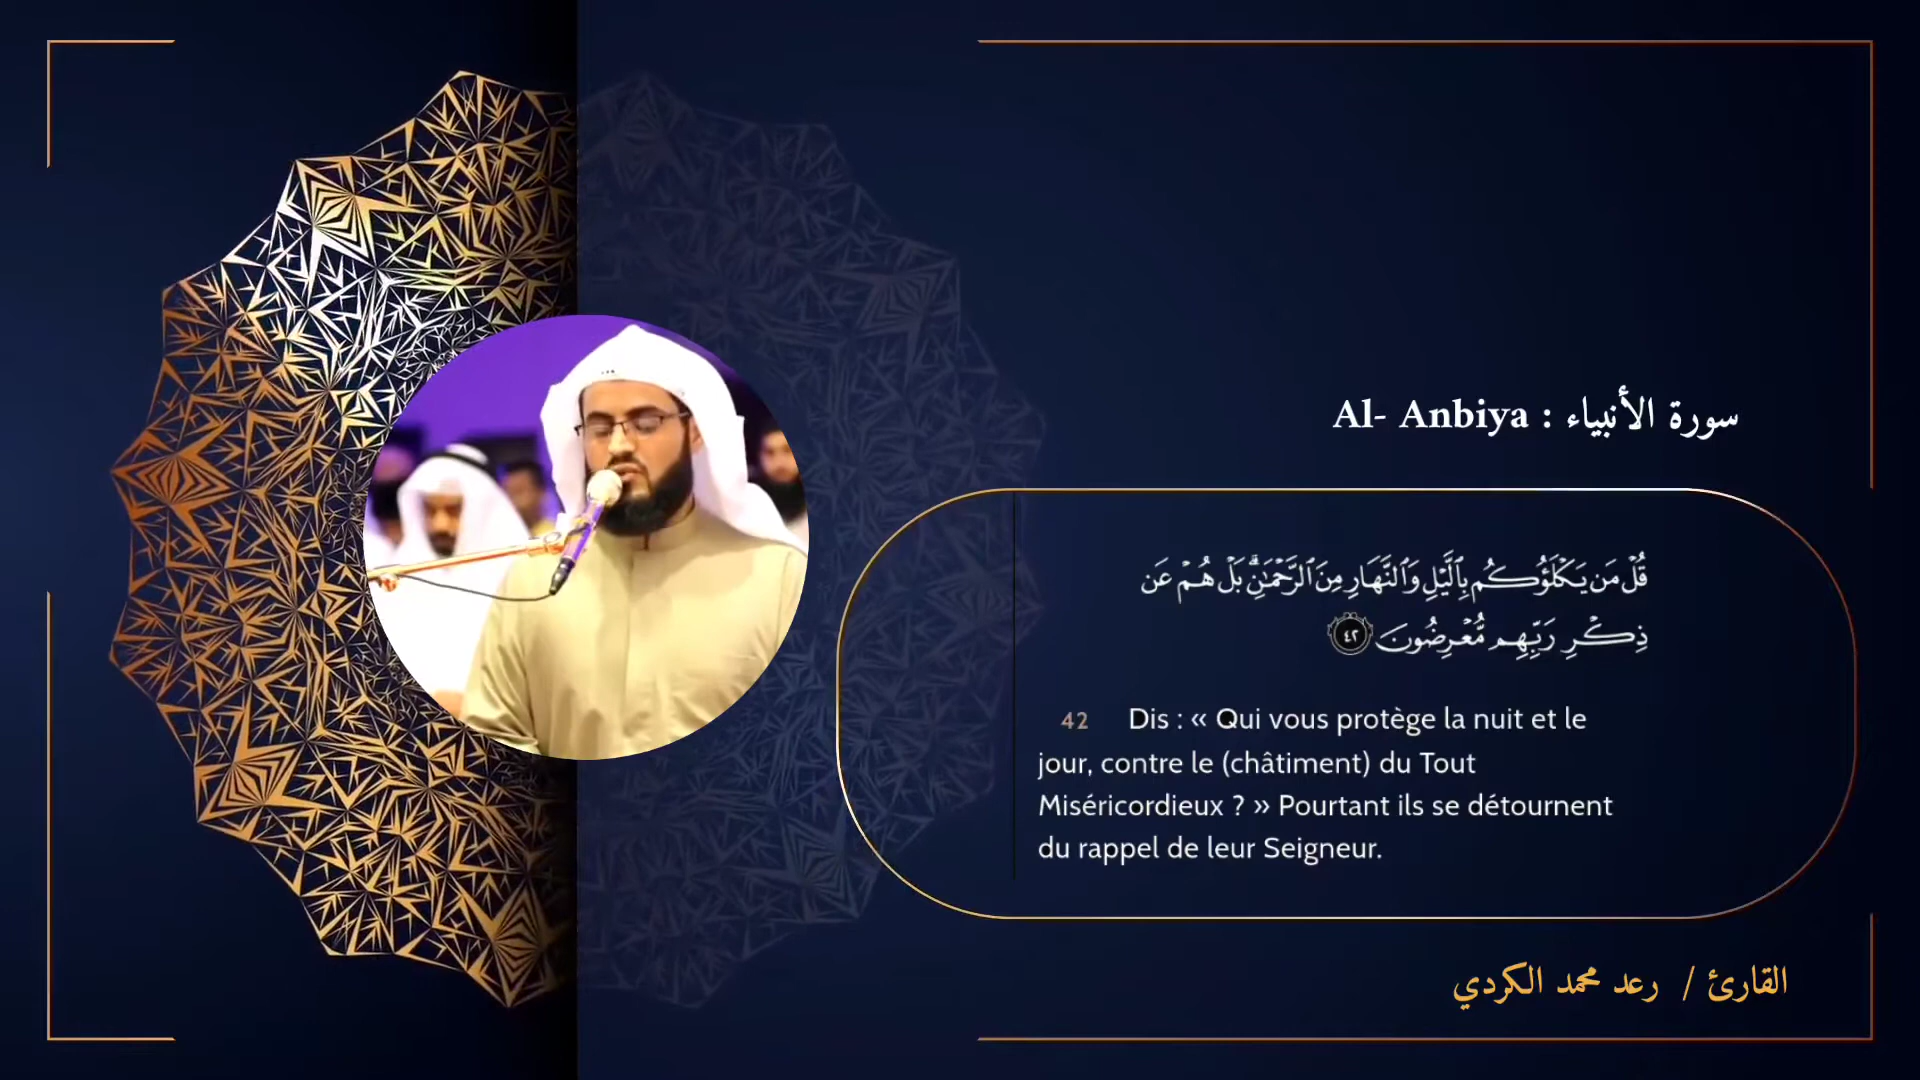 Al- Anbiya : سورة الأنبياء
قُلْ مَن يَكْلَؤُكُم بِٱلَّيْلِ وَٱلنَّهَارِ مِنَ ٱلرَّحْمَٰنِ ۗ بَلْ هُمْ عَن
ذِكْرِ رَبِّهِم مُّعْرِضُونَ ٤٢
42 Dis : « Qui vous protège la nuit et le
jour, contre le (châtiment) du Tout
Miséricordieux ? » Pourtant ils se détournent
du rappel de leur Seigneur.
القارئ / رعد محمد الكردي